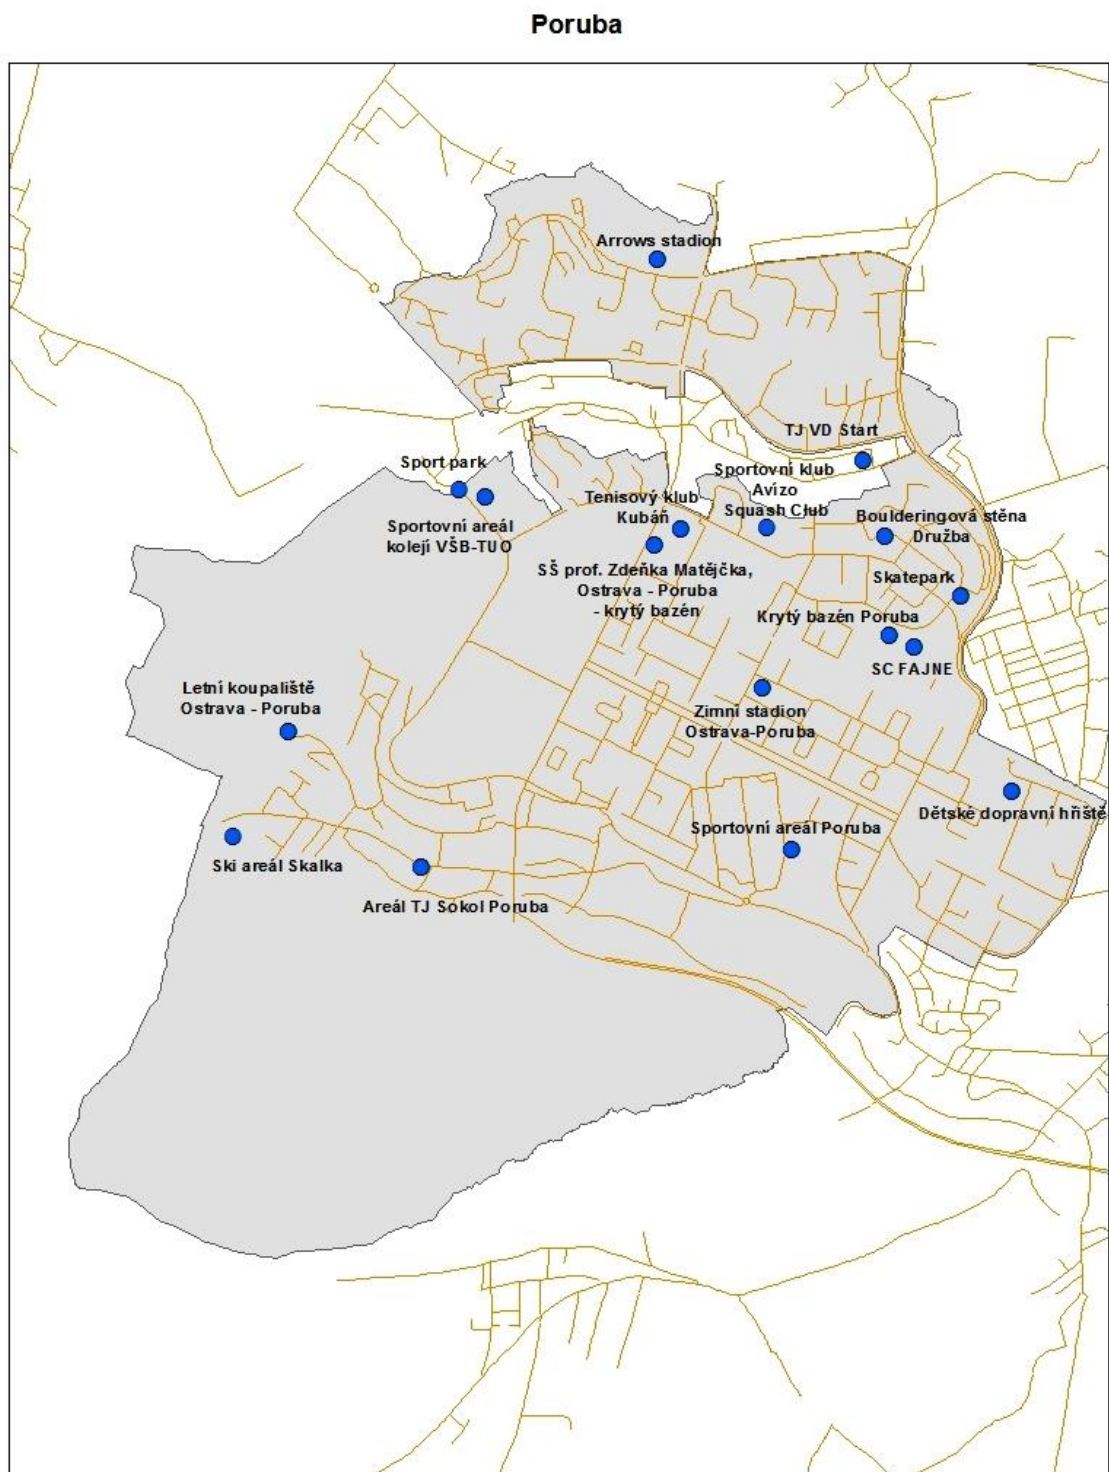 Poruba
Arrows stadion
TJ VD Start
Sport park
Sportovní klub
Avízo
Squash Club
Tenisový klub
Kubáň
Boulderingová stěna
Družba
Sportovní areál
kolejí VŠB-TUO
SŠ prof. Zdeňka Matějčka,
Ostrava - Poruba
- krytý bazén
Skatepark
Krytý bazén Poruba
SC FAJNE
Letní koupaliště
Ostrava - Poruba
Zimní stadion
Ostrava-Poruba
Dětské dopravní hřiště
Sportovní areál Poruba
Ski areál Skalka
Areál TJ Sokol Poruba